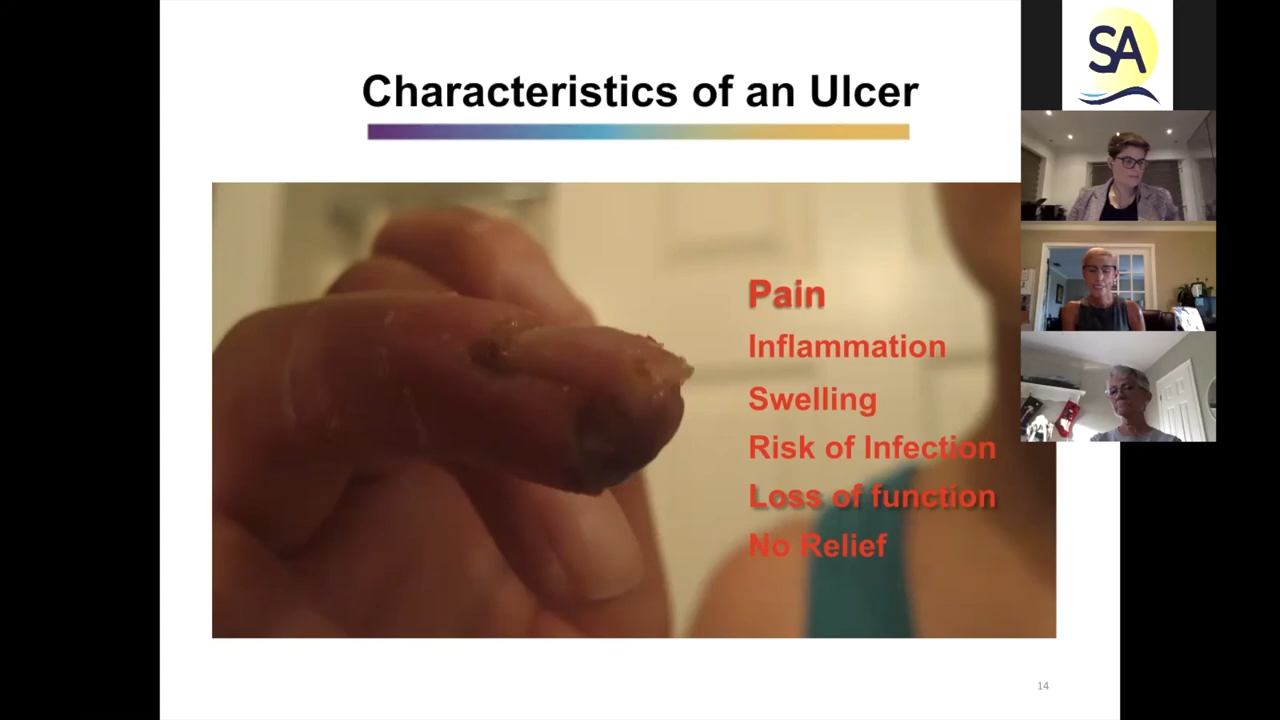 Characteristics of an Ulcer
SA
Pain
Inflammation
Swelling
Risk of Infection
Loss of function
No Relief
14